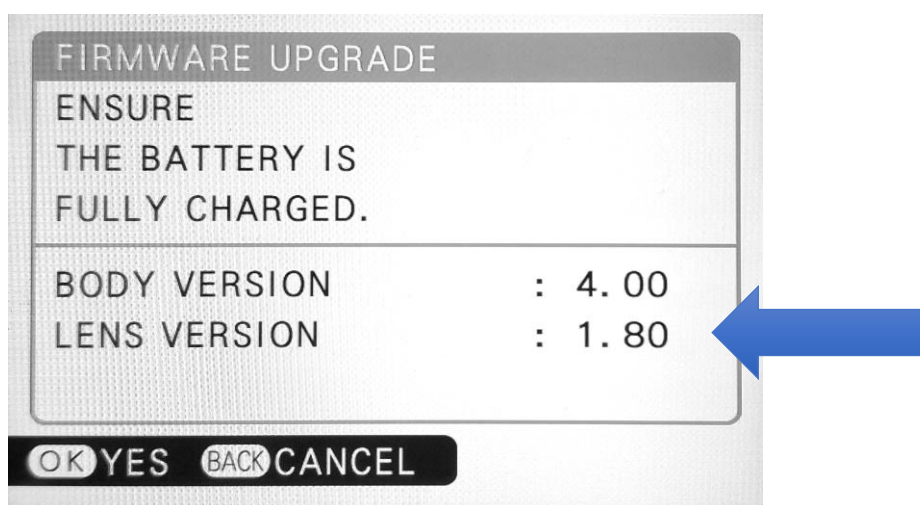 FIRMWARE UPGRADE
ENSURE
THE BATTERY IS
FULLY CHARGED.
BODY VERSION : 4.00
LENS VERSION : 1.80
OK YES BACK CANCEL